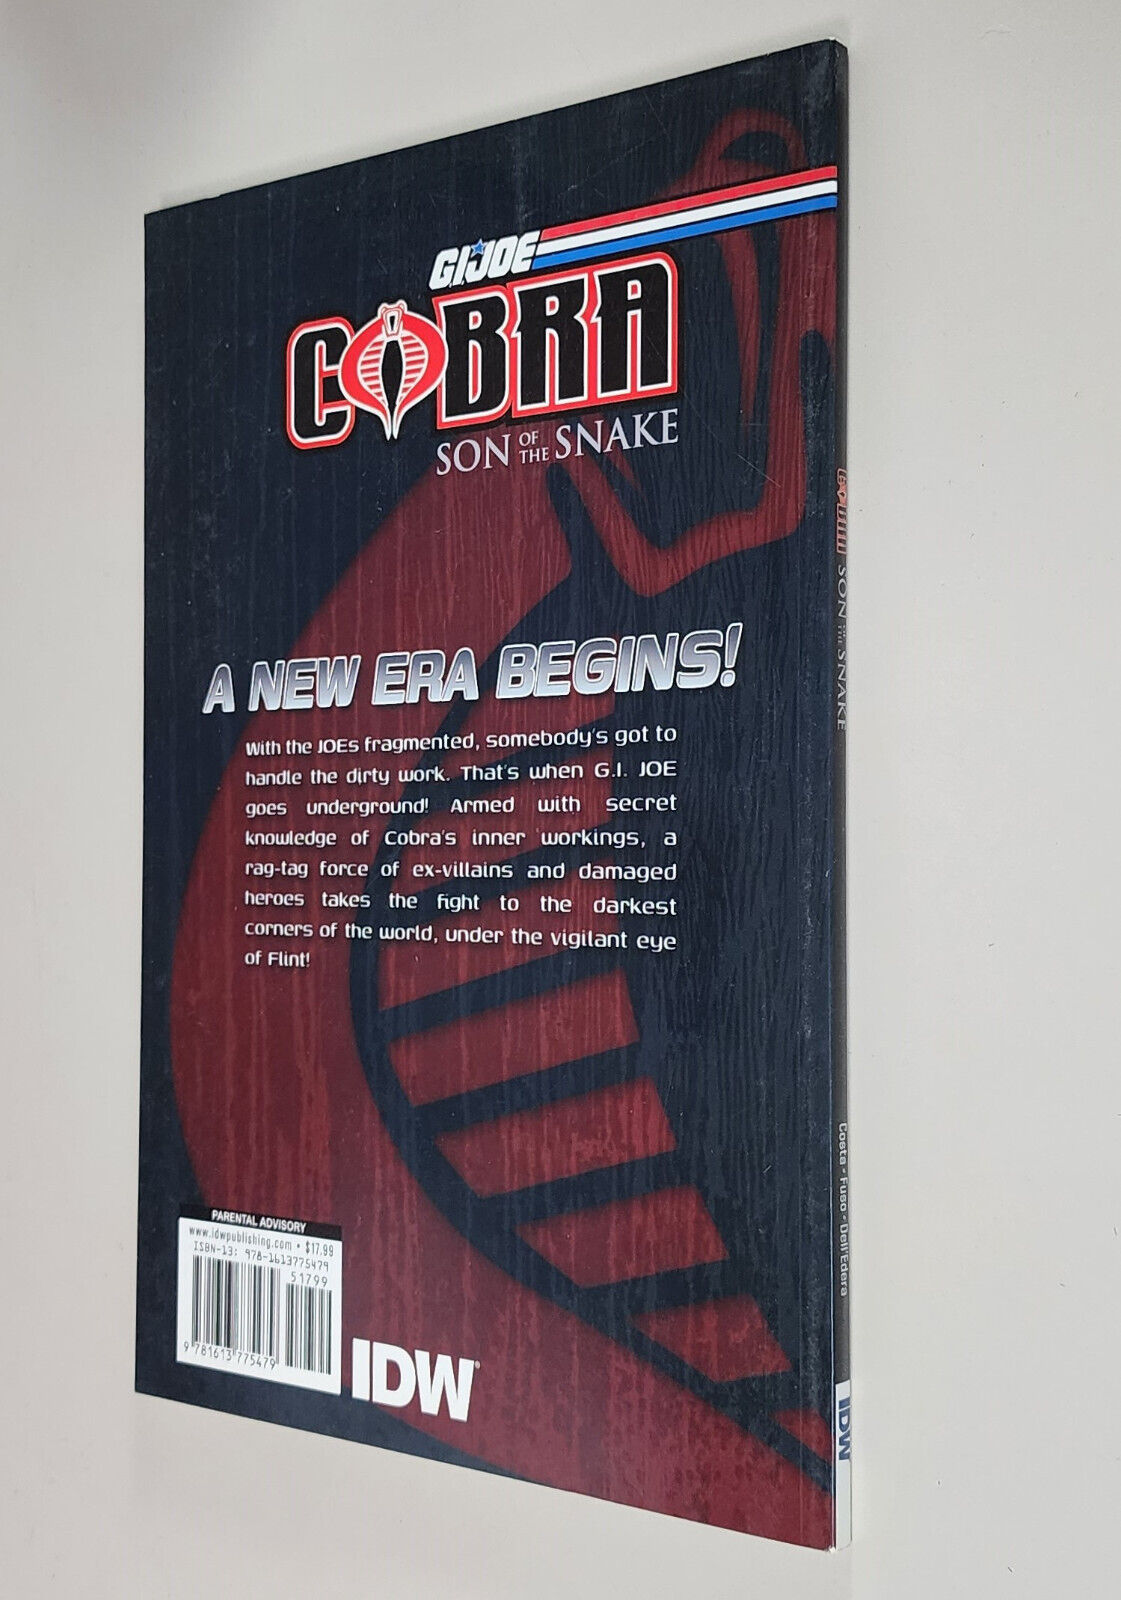 G.I. JOE
COBRA
SON OF THE SNAKE
A NEW ERA BEGINS!
With the JOEs fragmented, somebody's got to
handle the dirty work. That's when G.I. JOE
goes underground! Armed with secret
knowledge of Cobra's inner workings, a
rag-tag force of ex-villains and damaged
heroes takes the fight to the darkest
corners of the world, under the vigilant eye
of Flint!
PARENTAL ADVISORY
www.idwpublishing.com • $17.99
ISBN-13: 978-1613775479
51799
9 781613 775479
IDW
COBRA SON OF THE SNAKE
Costa • Fuso • Dell'Edera
IDW